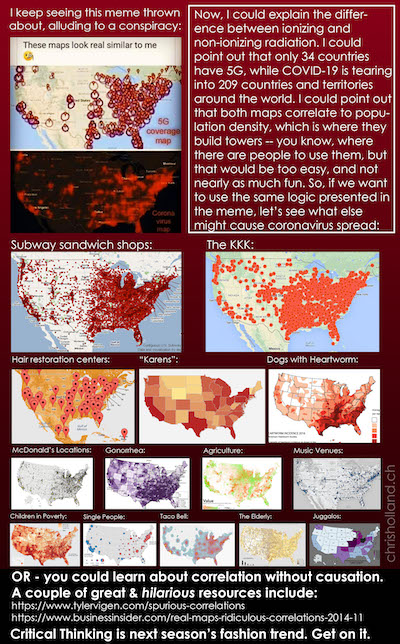 I keep seeing this meme thrown
about, alluding to a conspiracy:
These maps look real similar to me
5G
coverage
map
Corona
virus
map
Now, I could explain the differ-
ence between ionizing and
non-ionizing radiation. I could
point out that only 34 countries
have 5G, while COVID-19 is tearing
into 209 countries and territories
around the world. I could point out
that both maps correlate to popu-
lation density, which is where they
build towers -- you know, where
there are people to use them, but
that would be too easy, and not
nearly as much fun. So, if we want
to use the same logic presented in
the meme, let's see what else
might cause coronavirus spread:
Subway sandwich shops:
The KKK:
Hair restoration centers:
"Karens":
Dogs with Heartworm:
McDonald's Locations:
Gonorrhea:
Agriculture:
Music Venues:
Children in Poverty:
Single People:
Taco Bell:
The Elderly:
Juggalos:
chrisholland.ch
OR - you could learn about correlation without causation.
A couple of great & hilarious resources include:
https://www.tylervigen.com/spurious-correlations
https://www.businessinsider.com/real-maps-ridiculous-correlations-2014-11
Critical Thinking is next season's fashion trend. Get on it.